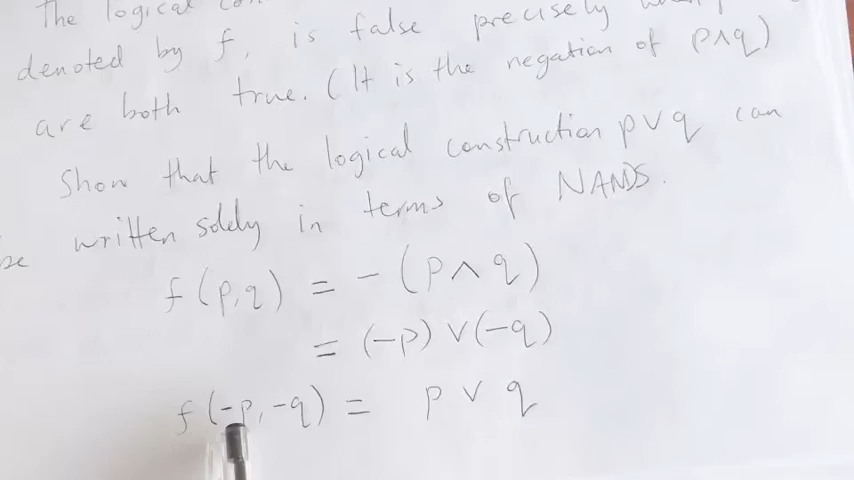 The logical
denoted by f, is false precisely
are both true. (It is the negation of p∧q)
Show that the logical construction p∨q can
be written solely in terms of NANDS.
f(p,q) = -(p∧q)
= (-p)∨(-q)
f(-p,-q) = p∨q